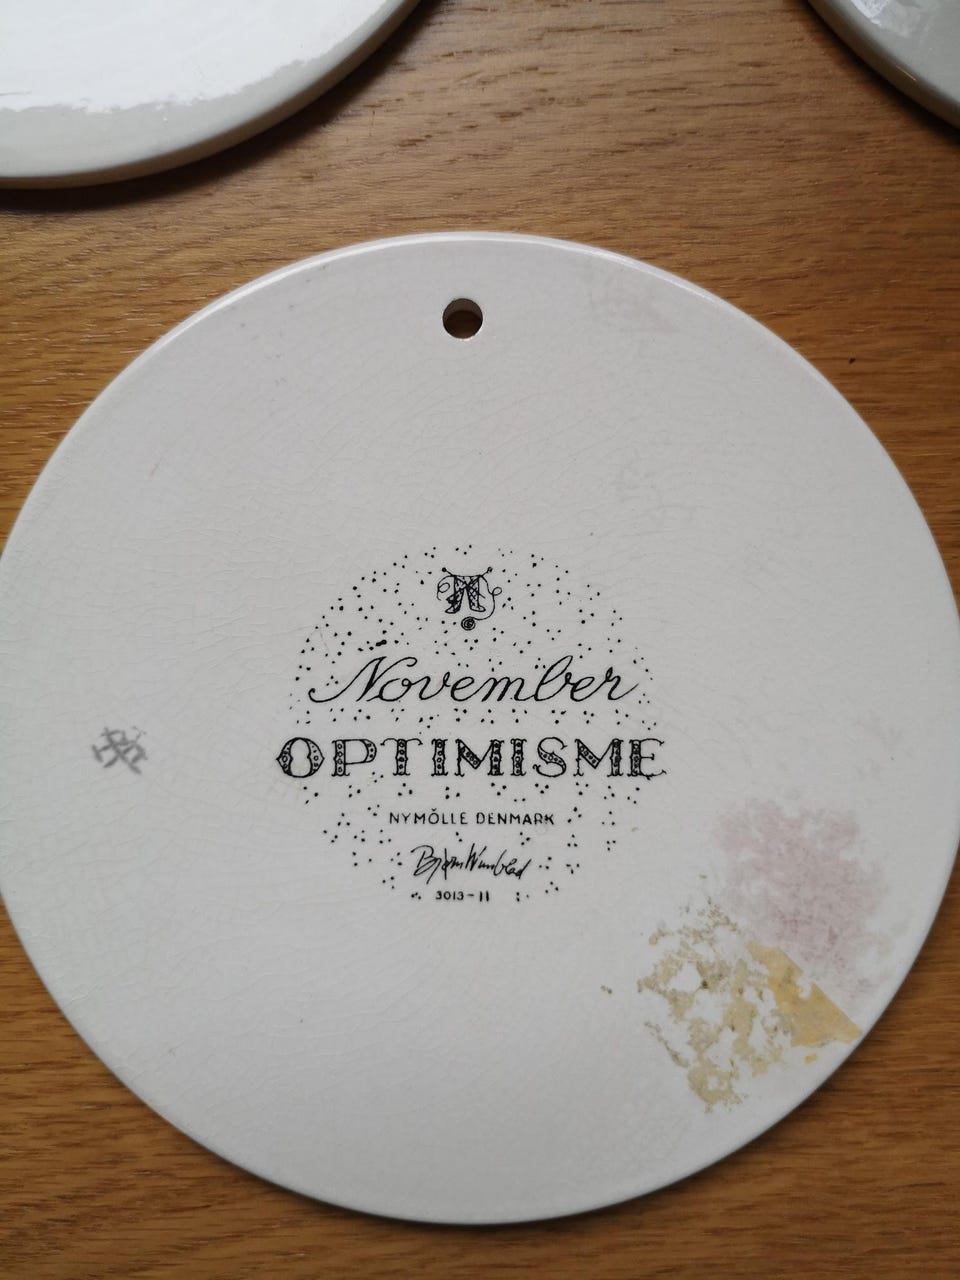 November
OPTIMISME
NYMÖLLE DENMARK
Bjørn Wiinblad
3013-11